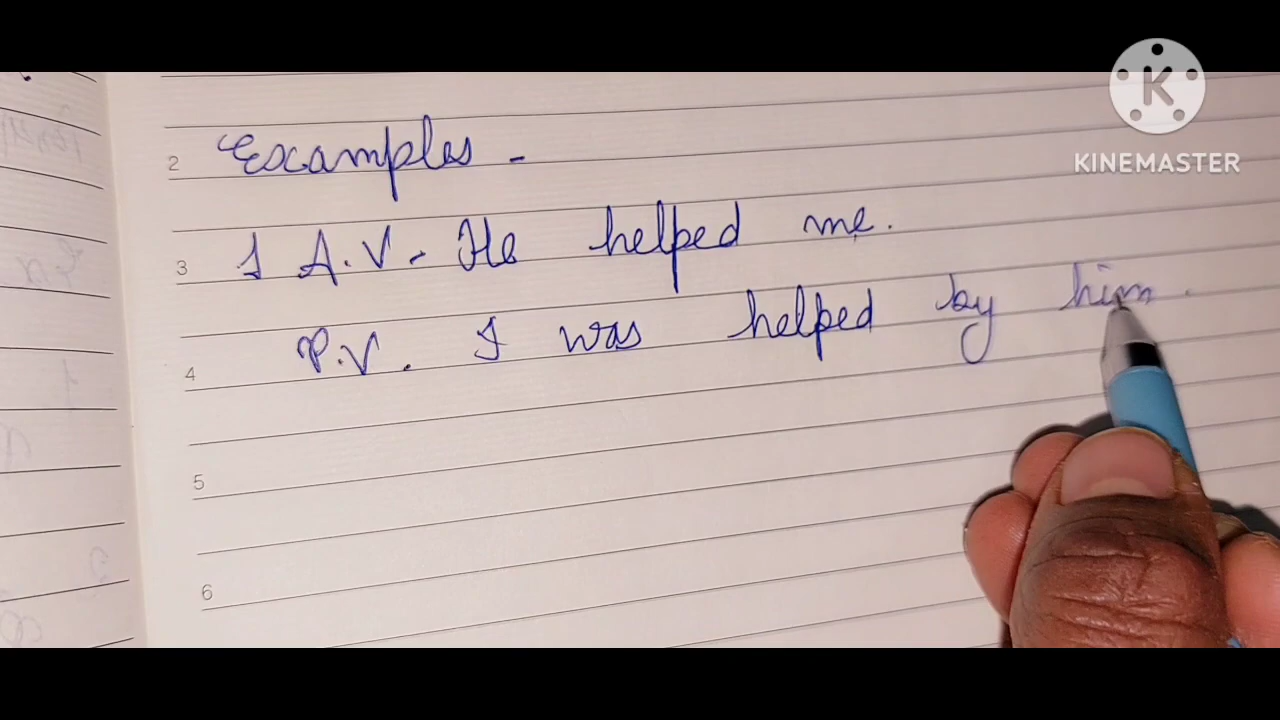 KINEMASTER
2 Examples -
3 1 A.V- He helped me.
4 P.V. I was helped by him.
5
6